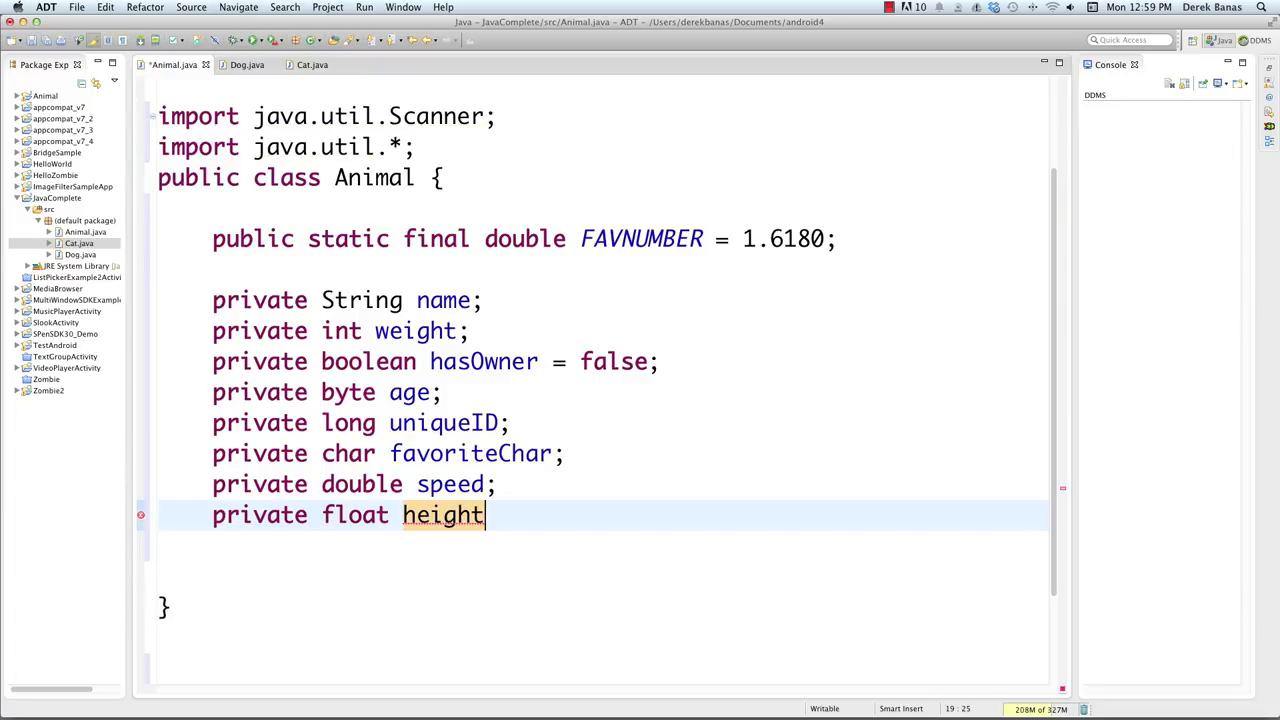 ADT File Edit Refactor Source Navigate Search Project Run Window Help 10 Mon 12:59 PM Derek Banas
Java – JavaComplete/src/Animal.java – ADT – /Users/derekbanas/Documents/android4
Quick Access Java DDMS
Package Exp *Animal.java Dog.java Cat.java Console
DDMS
Animal
appcompat_v7
appcompat_v7_2
appcompat_v7_3
appcompat_v7_4
BridgeSample
HelloWorld
HelloZombie
ImageFilterSampleApp
JavaComplete
src
(default package)
Animal.java
Cat.java
Dog.java
JRE System Library [Ja
ListPickerExample2Activi
MediaBrowser
MultiWindowSDKExample
MusicPlayerActivity
SlookActivity
SPenSDK30_Demo
TestAndroid
TextGroupActivity
VideoPlayerActivity
Zombie
Zombie2
import java.util.Scanner;
import java.util.*;
public class Animal {
public static final double FAVNUMBER = 1.6180;
private String name;
private int weight;
private boolean hasOwner = false;
private byte age;
private long uniqueID;
private char favoriteChar;
private double speed;
private float height
}
Writable Smart Insert 19 : 25 208M of 327M